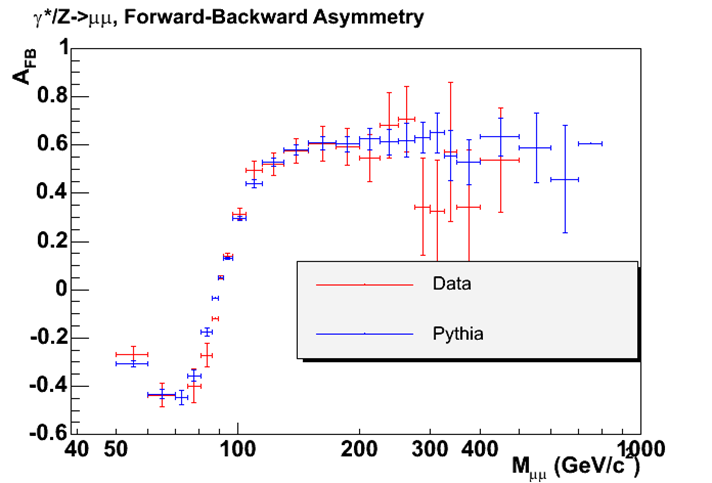 γ*/Z->μμ, Forward-Backward Asymmetry
A_FB
1
0.8
0.6
0.4
0.2
0
-0.2
-0.4
-0.6
Data
Pythia
40 50 100 200 300 400 1000
M_μμ (GeV/c²)